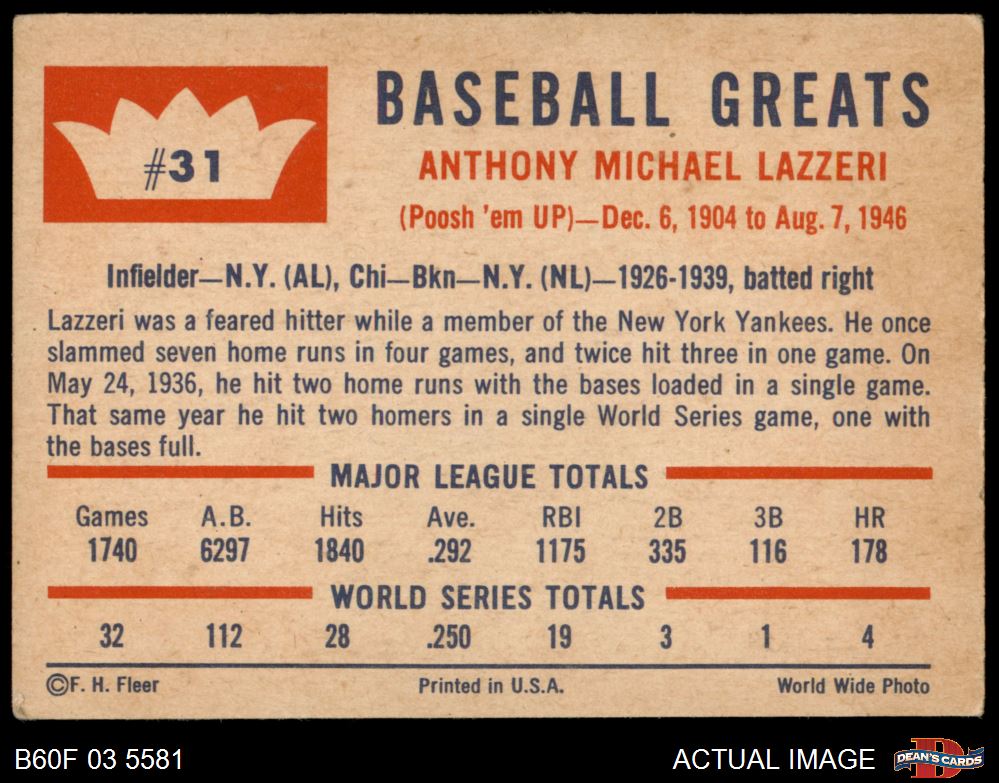 #31
BASEBALL GREATS
ANTHONY MICHAEL LAZZERI
(Poosh 'em UP)—Dec. 6, 1904 to Aug. 7, 1946
Infielder—N.Y. (AL), Chi—Bkn—N.Y. (NL)—1926-1939, batted right
Lazzeri was a feared hitter while a member of the New York Yankees. He once
slammed seven home runs in four games, and twice hit three in one game. On
May 24, 1936, he hit two home runs with the bases loaded in a single game.
That same year he hit two homers in a single World Series game, one with
the bases full.
MAJOR LEAGUE TOTALS
Games A.B. Hits Ave. RBI 2B 3B HR
1740 6297 1840 .292 1175 335 116 178
WORLD SERIES TOTALS
32 112 28 .250 19 3 1 4
©F. H. Fleer Printed in U.S.A. World Wide Photo
B60F 03 5581 ACTUAL IMAGE DEAN'S CARDS